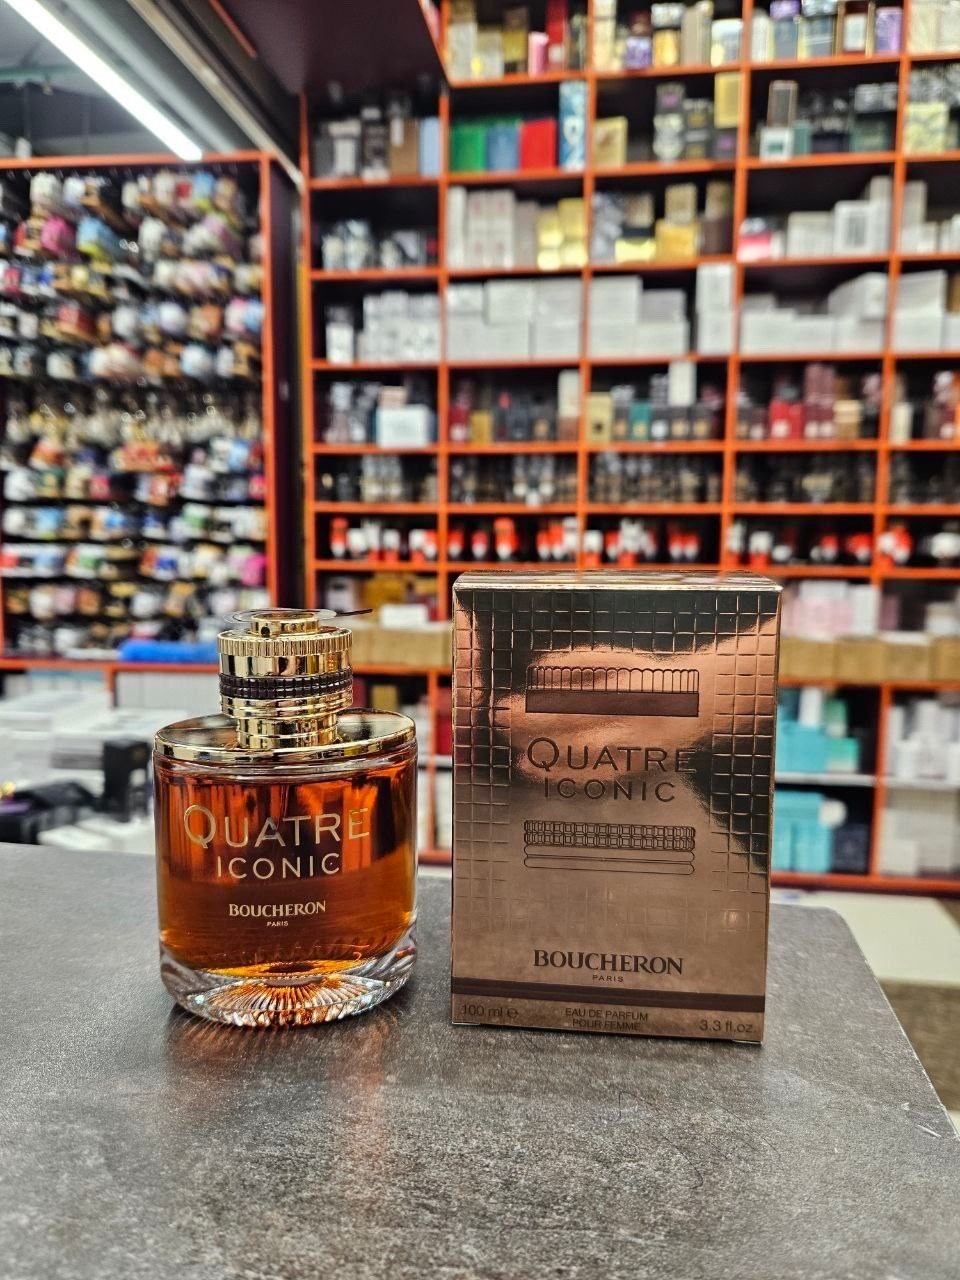 QUATRE
ICONIC
BOUCHERON
PARIS
QUATRE
ICONIC
BOUCHERON
PARIS
100 ml ℮
EAU DE PARFUM
POUR FEMME
3.3 fl.oz.